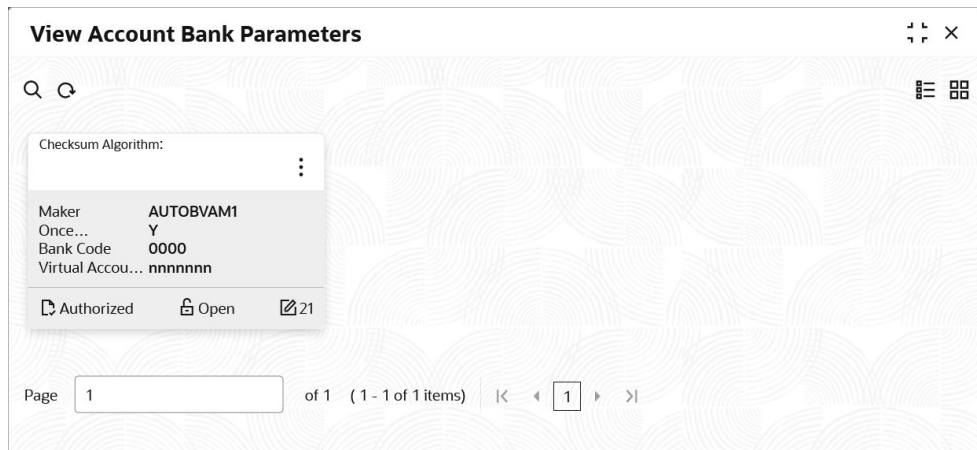 View Account Bank Parameters
Checksum Algorithm:
Maker AUTOBVAM1
Once... Y
Bank Code 0000
Virtual Accou... nnnnnnn
Authorized Open 21
Page 1 of 1 ( 1 - 1 of 1 items) 1